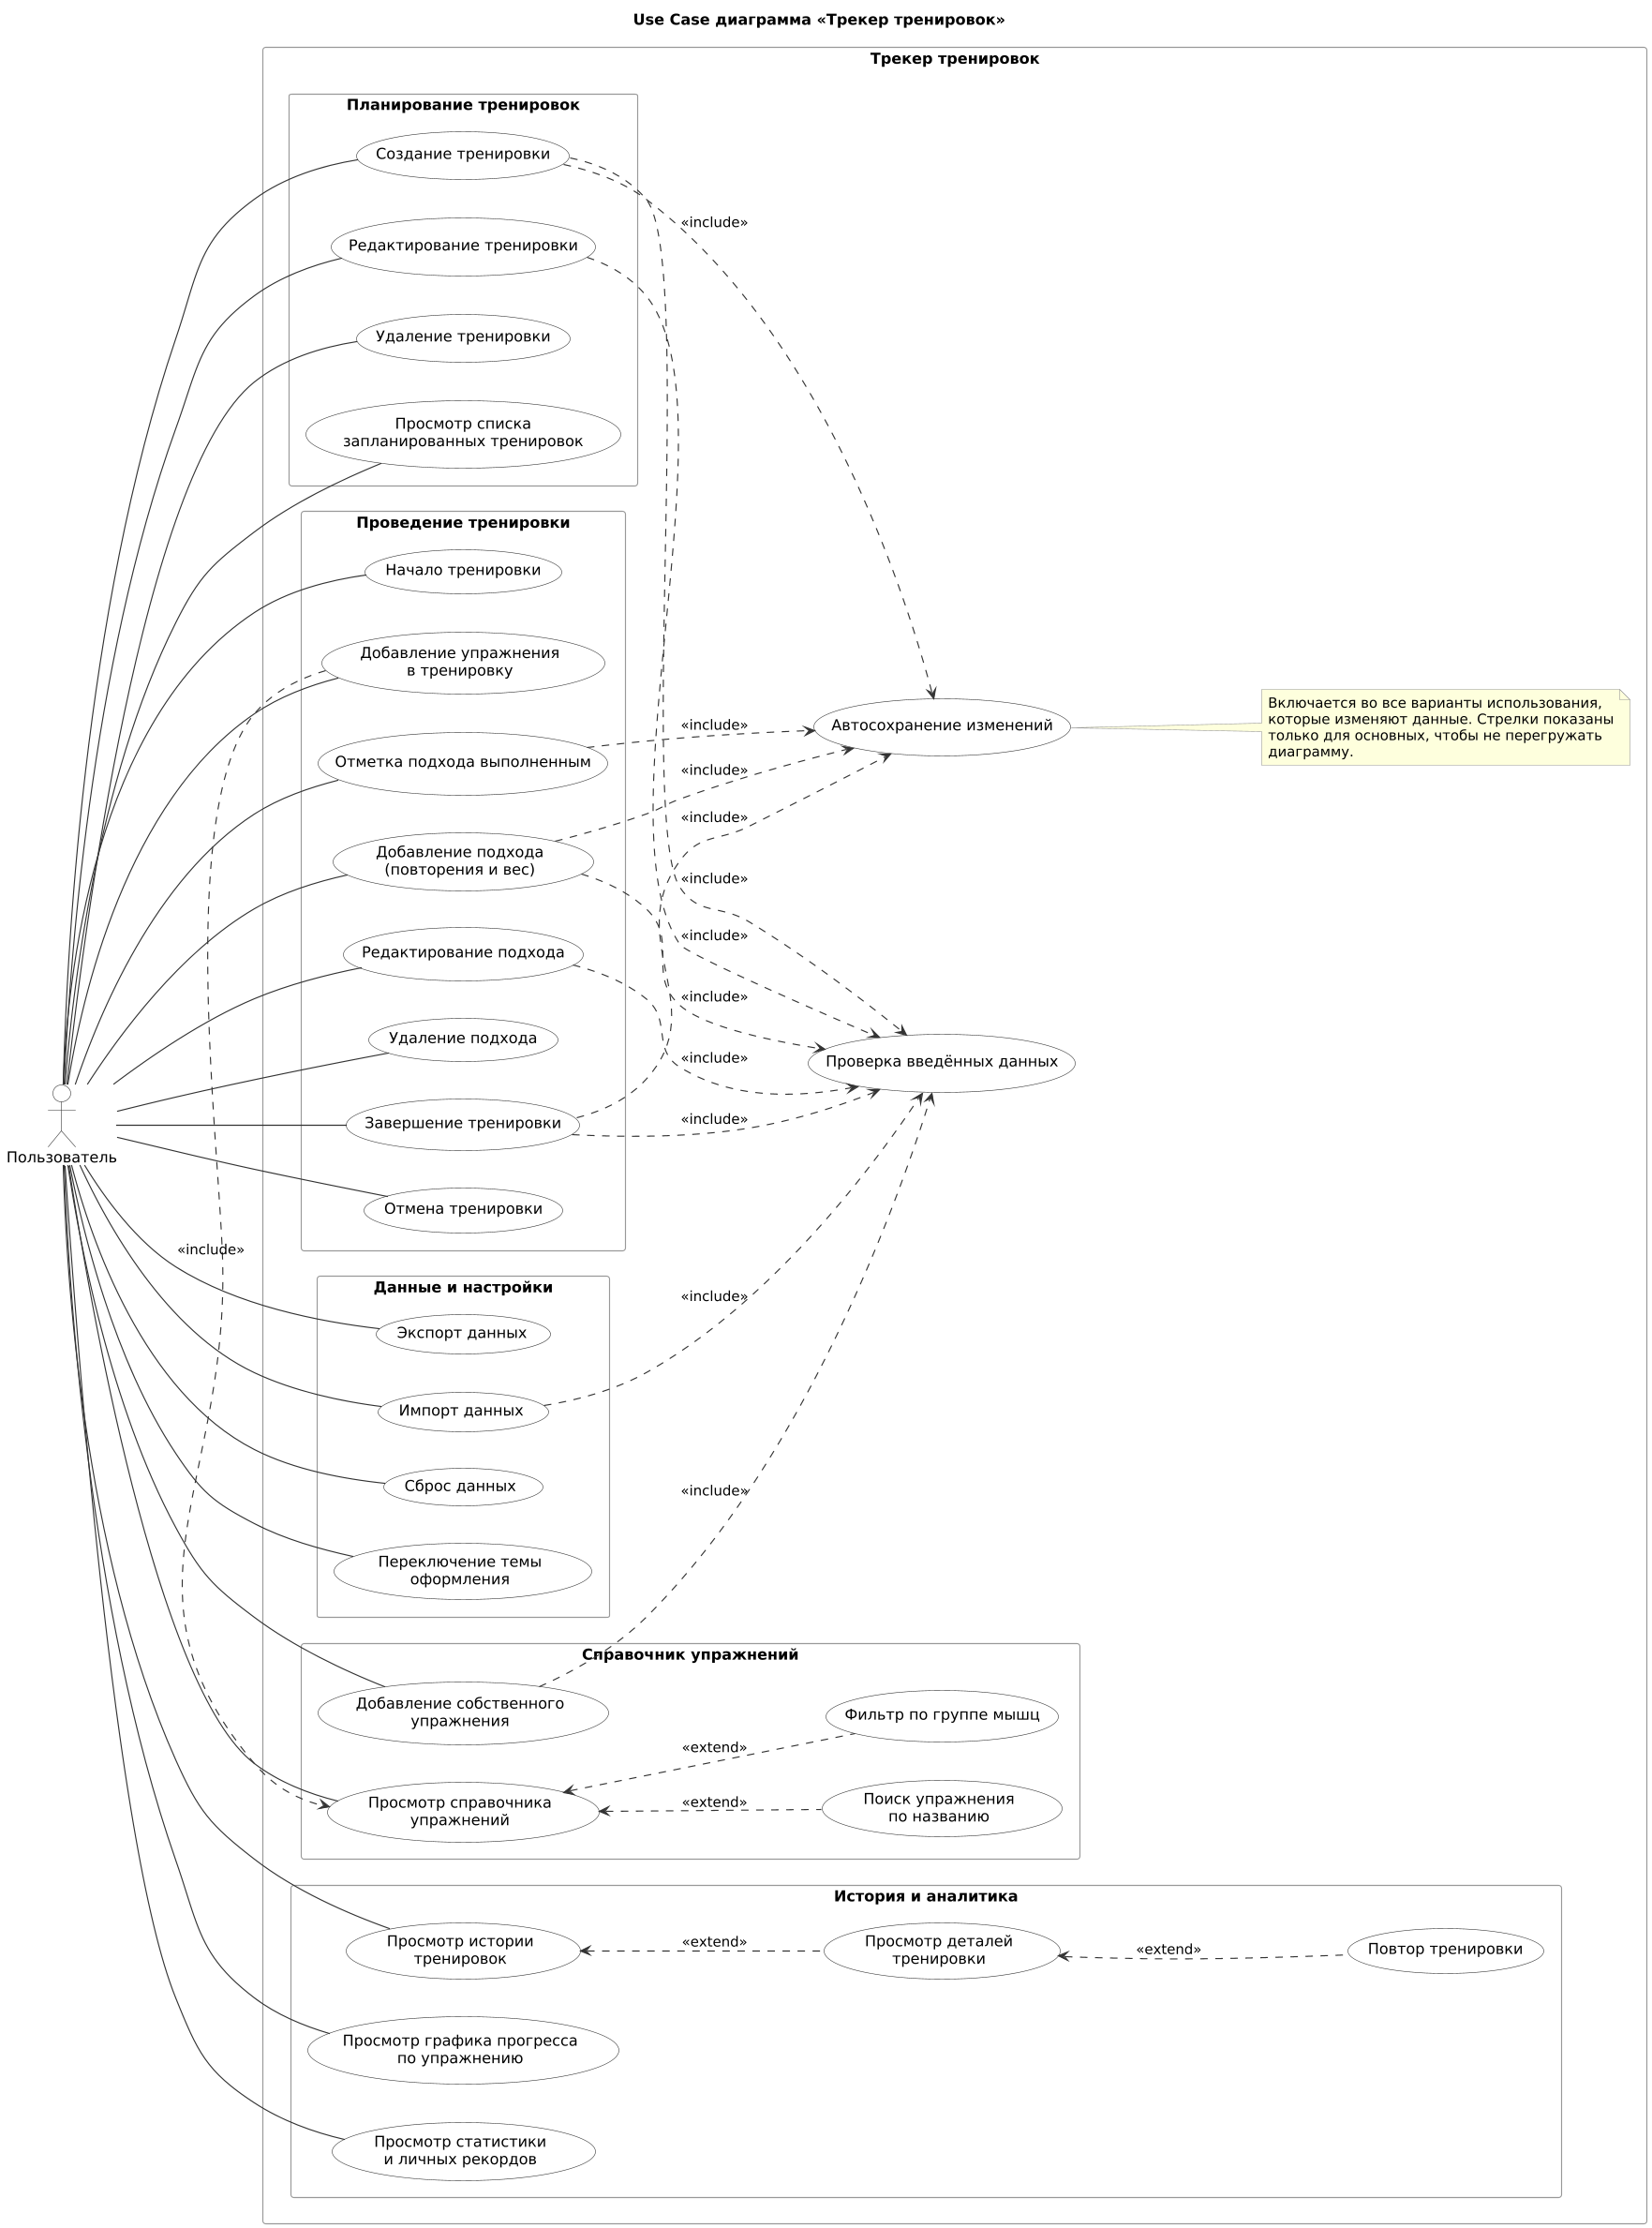 Use Case диаграмма «Трекер тренировок»
Трекер тренировок
Планирование тренировок
Создание тренировки
«include»
Редактирование тренировки
Удаление тренировки
Просмотр списка
запланированных тренировок
Проведение тренировки
Начало тренировки
Добавление упражнения
в тренировку
Отметка подхода выполненным
«include»
Автосохранение изменений
Включается во все варианты использования,
которые изменяют данные. Стрелки показаны
только для основных, чтобы не перегружать
диаграмму.
«include»
«include»
Добавление подхода
(повторения и вес)
«include»
«include»
Редактирование подхода
«include»
Удаление подхода
«include»
Проверка введённых данных
Завершение тренировки
«include»
Пользователь
Отмена тренировки
«include»
Данные и настройки
«include»
Экспорт данных
Импорт данных
Сброс данных
«include»
Переключение темы
оформления
Справочник упражнений
Добавление собственного
упражнения
Фильтр по группе мышц
«extend»
Просмотр справочника
упражнений
«extend»
Поиск упражнения
по названию
История и аналитика
Просмотр истории
тренировок
«extend»
Просмотр деталей
тренировки
«extend»
Повтор тренировки
Просмотр графика прогресса
по упражнению
Просмотр статистики
и личных рекордов